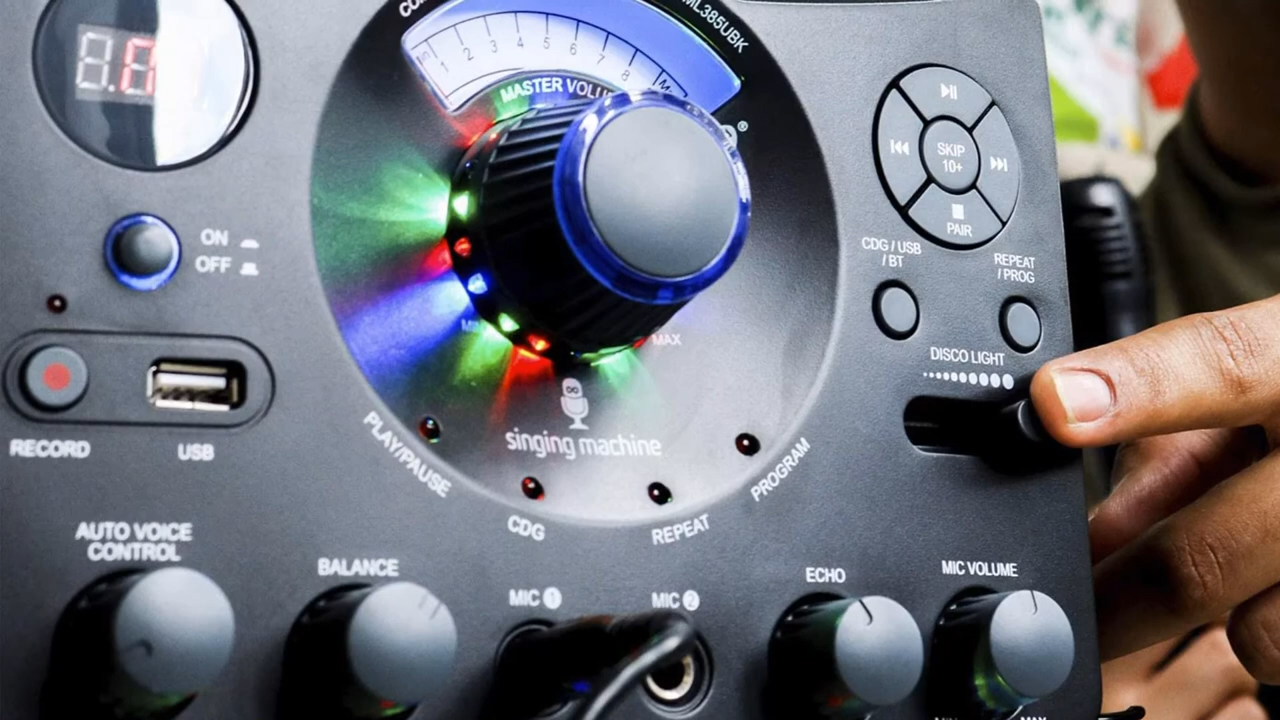 ML385UBK
1 2 3 4 5 6 7 8
MASTER
®
SKIP
10+
PAIR
ON
OFF
CDG / USB
/ BT
REPEAT
/ PROG
DISCO LIGHT
MAX
singing machine
RECORD
USB
PLAY/PAUSE
CDG
REPEAT
PROGRAM
AUTO VOICE
CONTROL
BALANCE
MIC 1
MIC 2
ECHO
MIC VOLUME